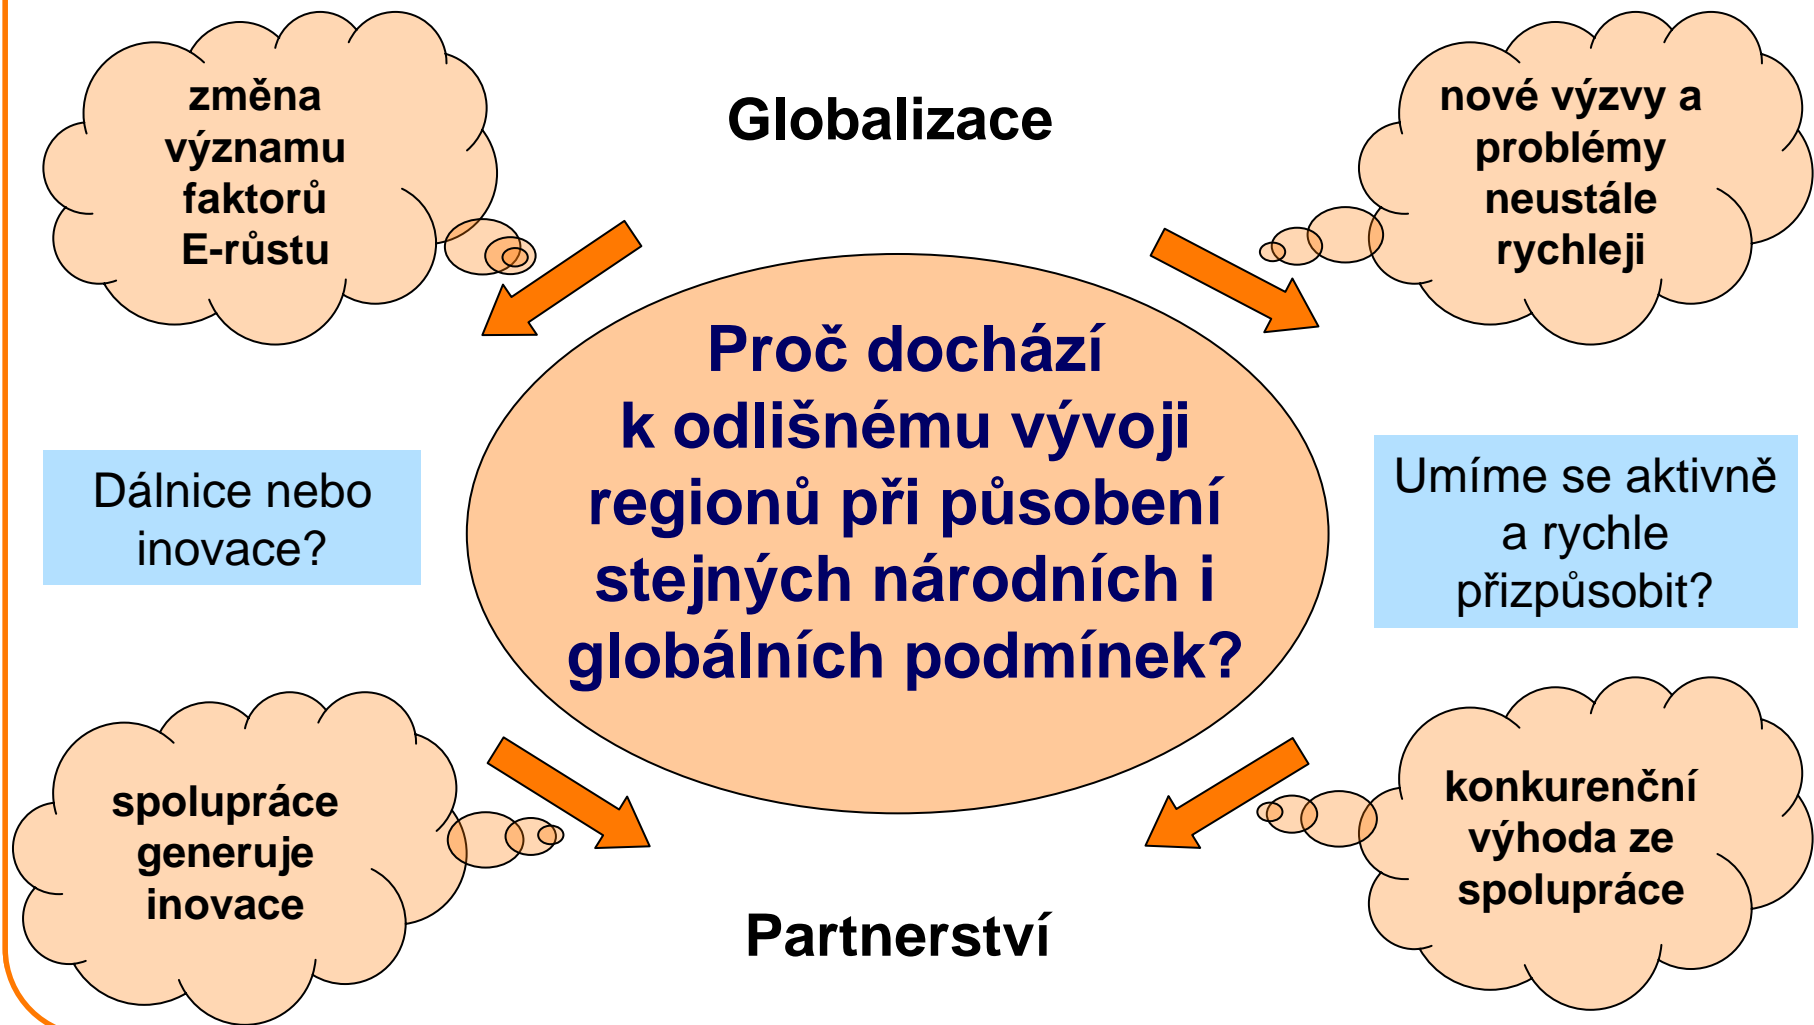 změna
významu
faktorů
E-růstu
Globalizace
nové výzvy a
problémy
neustále
rychleji
Proč dochází
k odlišnému vývoji
regionů při působení
stejných národních i
globálních podmínek?
Dálnice nebo
inovace?
Umíme se aktivně
a rychle
přizpůsobit?
spolupráce
generuje
inovace
Partnerství
konkurenční
výhoda ze
spolupráce